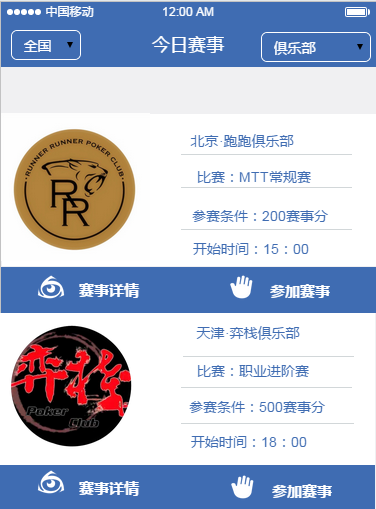 中国移动 12:00 AM
全国 今日赛事 俱乐部
RUNNER RUNNER POKER CLUB
RR
北京·跑跑俱乐部
比赛：MTT常规赛
参赛条件：200赛事分
开始时间：15：00
赛事详情 参加赛事
弈栈
Poker
Club
天津·弈栈俱乐部
比赛：职业进阶赛
参赛条件：500赛事分
开始时间：18：00
赛事详情 参加赛事